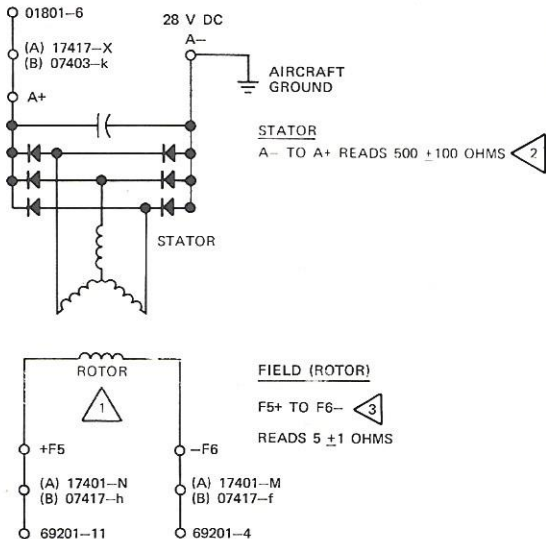 01801-6
28 V DC
A-
(A) 17417-X
(B) 07403-k
AIRCRAFT
GROUND
A+
STATOR
A- TO A+ READS 500 ±100 OHMS 2
STATOR
ROTOR
1
FIELD (ROTOR)
F5+ TO F6- 3
READS 5 ±1 OHMS
+F5
-F6
(A) 17401-N
(B) 07417-h
(A) 17401-M
(B) 07417-f
69201-11
69201-4